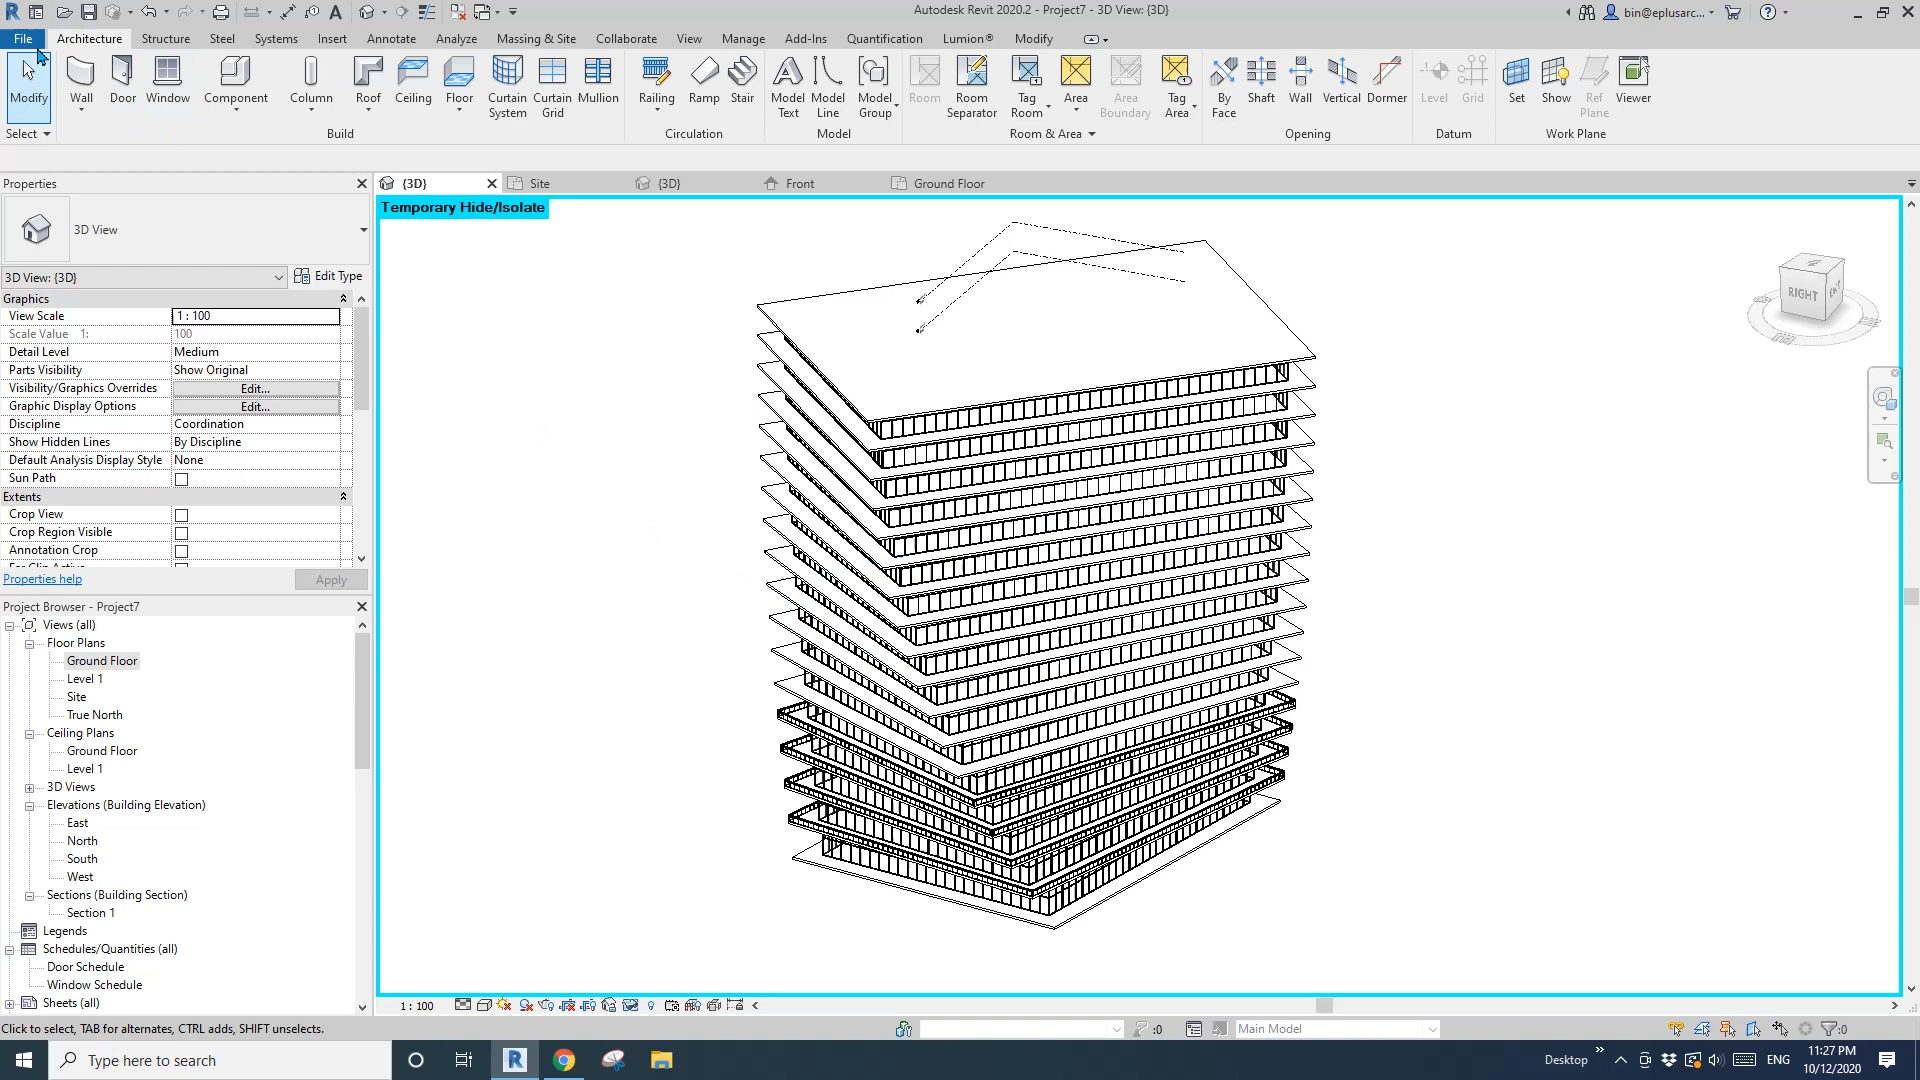 Autodesk Revit 2020.2 - Project7 - 3D View: {3D}
bin@eplusarc...
File Architecture Structure Steel Systems Insert Annotate Analyze Massing & Site Collaborate View Manage Add-Ins Quantification Lumion® Modify
Modify Wall Door Window Component Column Roof Ceiling Floor Curtain System Curtain Grid Mullion Railing Ramp Stair Model Text Model Line Model Group Room Room Separator Tag Room Area Area Boundary Tag Area By Face Shaft Wall Vertical Dormer Level Grid Set Show Ref Plane Viewer
Select Build Circulation Model Room & Area Opening Datum Work Plane
Properties
{3D} Site {3D} Front Ground Floor
Temporary Hide/Isolate
3D View
3D View: {3D} Edit Type
Graphics
View Scale 1 : 100
Scale Value 1: 100
Detail Level Medium
Parts Visibility Show Original
Visibility/Graphics Overrides Edit...
Graphic Display Options Edit...
Discipline Coordination
Show Hidden Lines By Discipline
Default Analysis Display Style None
Sun Path
Extents
Crop View
Crop Region Visible
Annotation Crop
Properties help Apply
Project Browser - Project7
Views (all)
Floor Plans
Ground Floor
Level 1
Site
True North
Ceiling Plans
Ground Floor
Level 1
3D Views
Elevations (Building Elevation)
East
North
South
West
Sections (Building Section)
Section 1
Legends
Schedules/Quantities (all)
Door Schedule
Window Schedule
Sheets (all)
RIGHT
1 : 100
Click to select, TAB for alternates, CTRL adds, SHIFT unselects.
:0
Main Model
:0
Type here to search
Desktop
ENG
11:27 PM
10/12/2020